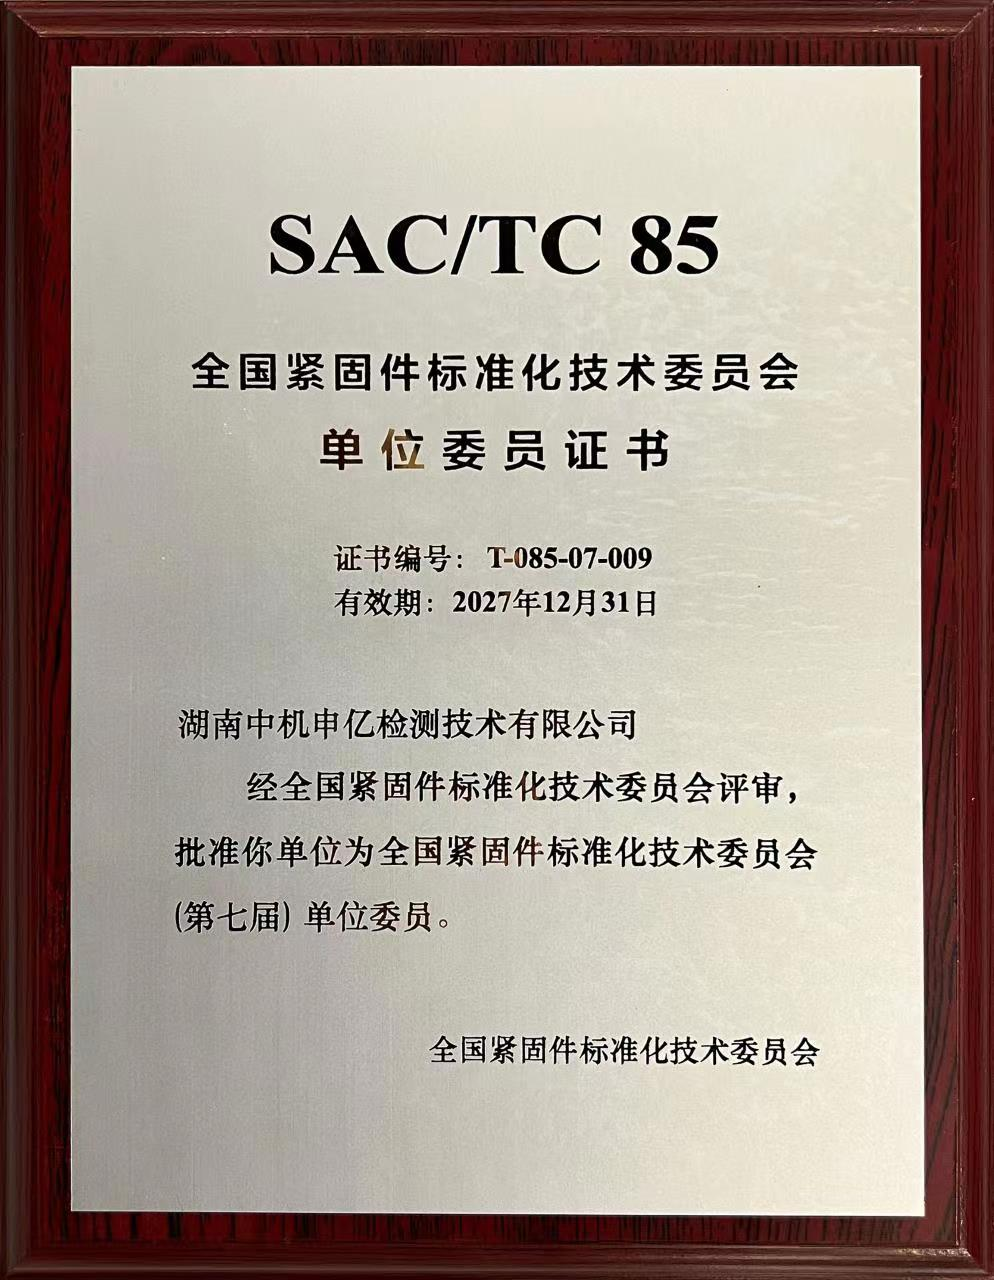 SAC/TC 85
全国紧固件标准化技术委员会
单位委员证书
证书编号：T-085-07-009
有效期：2027年12月31日
湖南中机申亿检测技术有限公司
经全国紧固件标准化技术委员会评审，
批准你单位为全国紧固件标准化技术委员会
(第七届) 单位委员。
全国紧固件标准化技术委员会